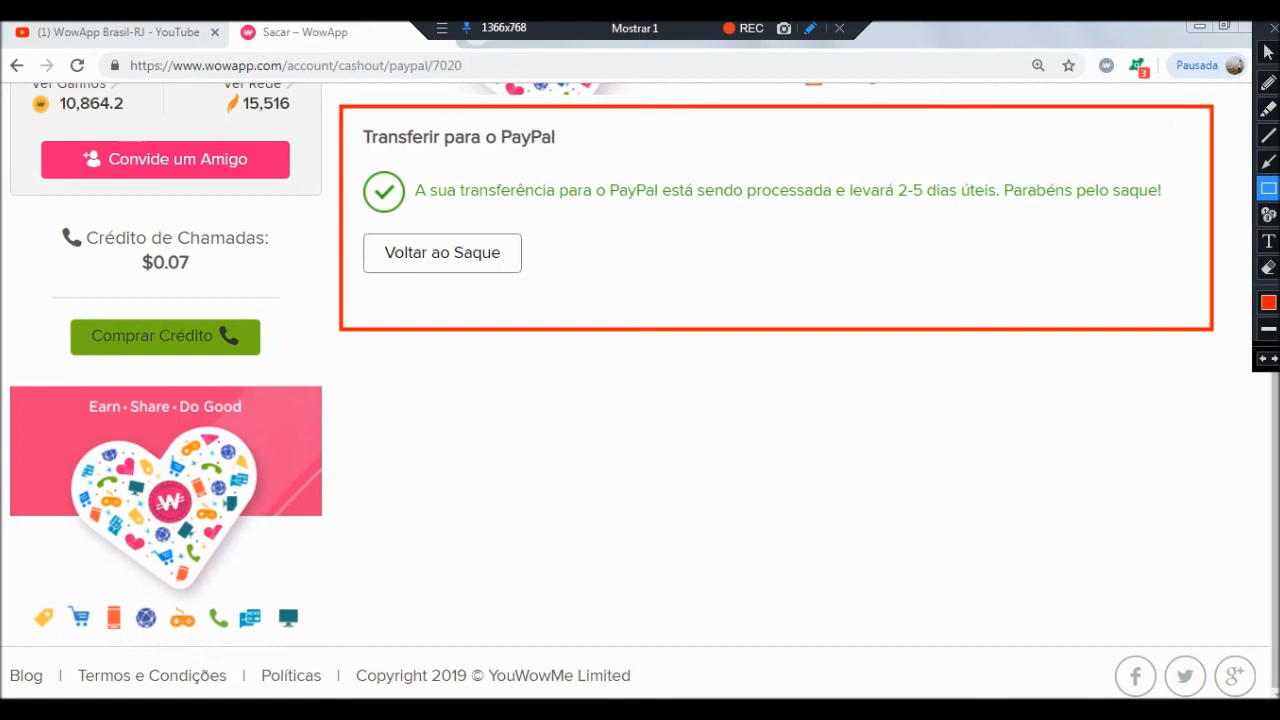 (1) WowApp Brasil-RJ - YouTube
Sacar – WowApp
1366x768
Mostrar1
REC
https://www.wowapp.com/account/cashout/paypal/7020
Pausada
3
Ver Ganhos
Ver Rede
10,864.2
15,516
Convide um Amigo
Crédito de Chamadas:
$0.07
Comprar Crédito
Earn • Share • Do Good
Transferir para o PayPal
A sua transferência para o PayPal está sendo processada e levará 2-5 dias úteis. Parabéns pelo saque!
Voltar ao Saque
Blog | Termos e Condições | Políticas | Copyright 2019 © YouWowMe Limited